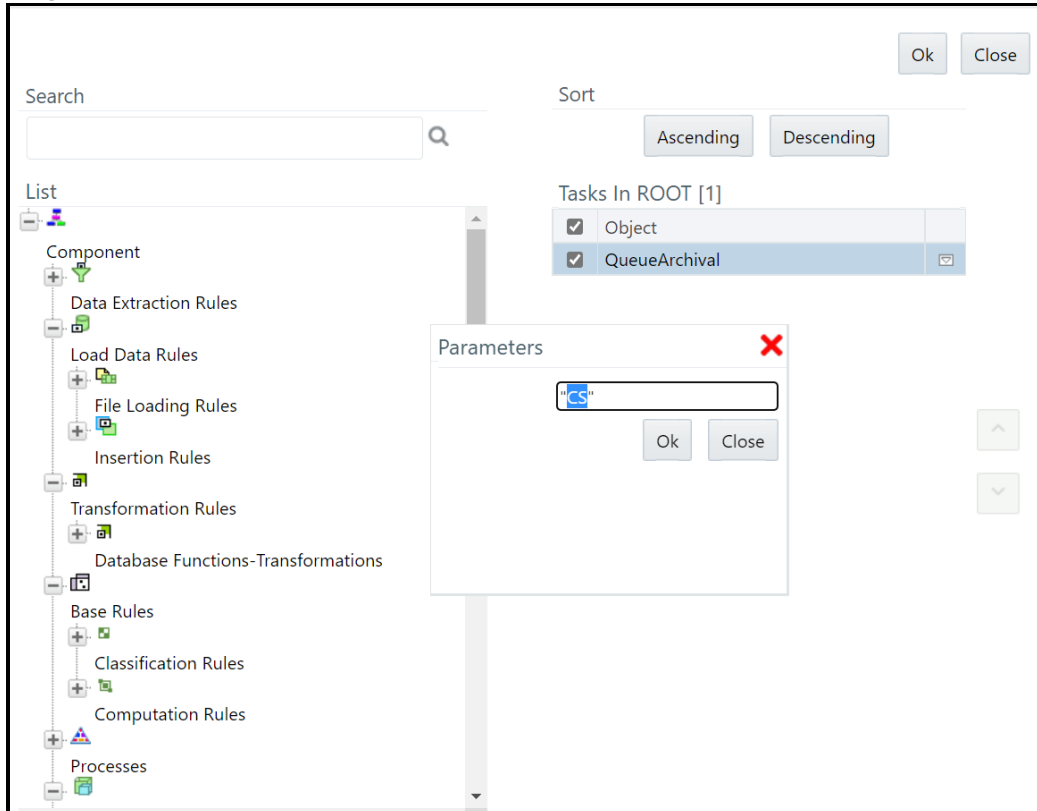 Ok Close
Search
Sort
Ascending Descending
List
Tasks In ROOT [1]
Object
QueueArchival
Component
Data Extraction Rules
Load Data Rules
File Loading Rules
Insertion Rules
Transformation Rules
Database Functions-Transformations
Base Rules
Classification Rules
Computation Rules
Processes
Parameters
"CS"
Ok Close